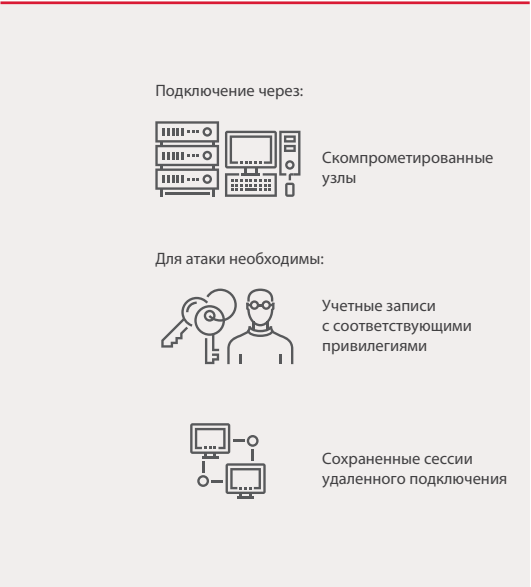 Подключение через:
Скомпрометированные
узлы
Для атаки необходимы:
Учетные записи
с соответствующими
привилегиями
Сохраненные сессии
удаленного подключения